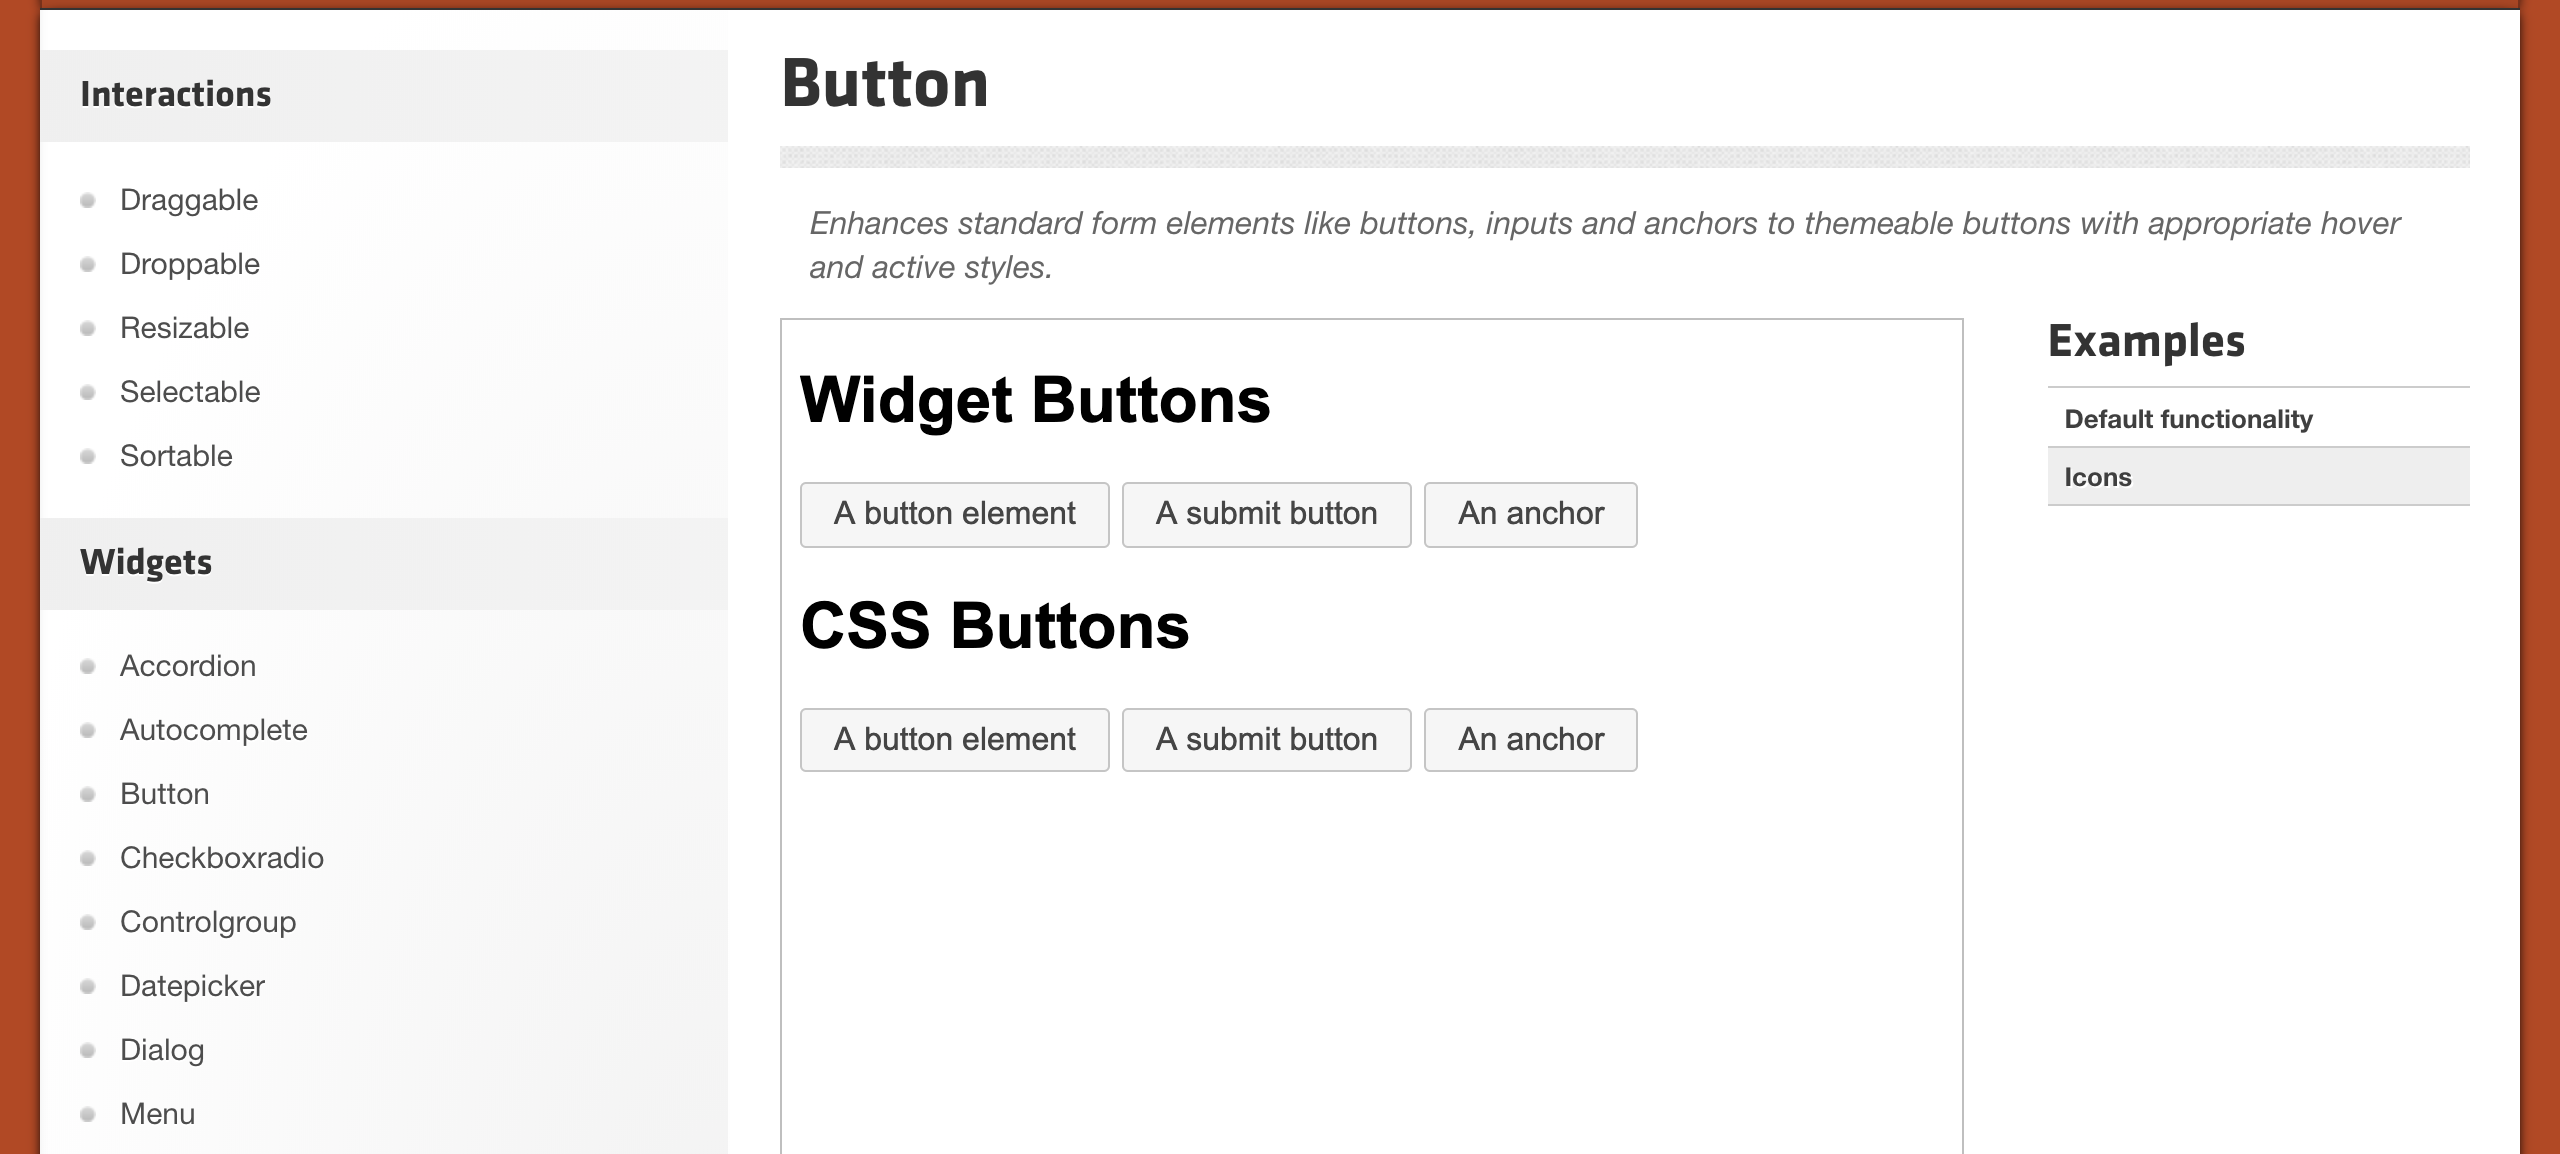 Interactions
Draggable
Droppable
Resizable
Selectable
Sortable
Widgets
Accordion
Autocomplete
Button
Checkboxradio
Controlgroup
Datepicker
Dialog
Menu
Button
Enhances standard form elements like buttons, inputs and anchors to themeable buttons with appropriate hover
and active styles.
Widget Buttons
A button element A submit button An anchor
CSS Buttons
A button element A submit button An anchor
Examples
Default functionality
Icons